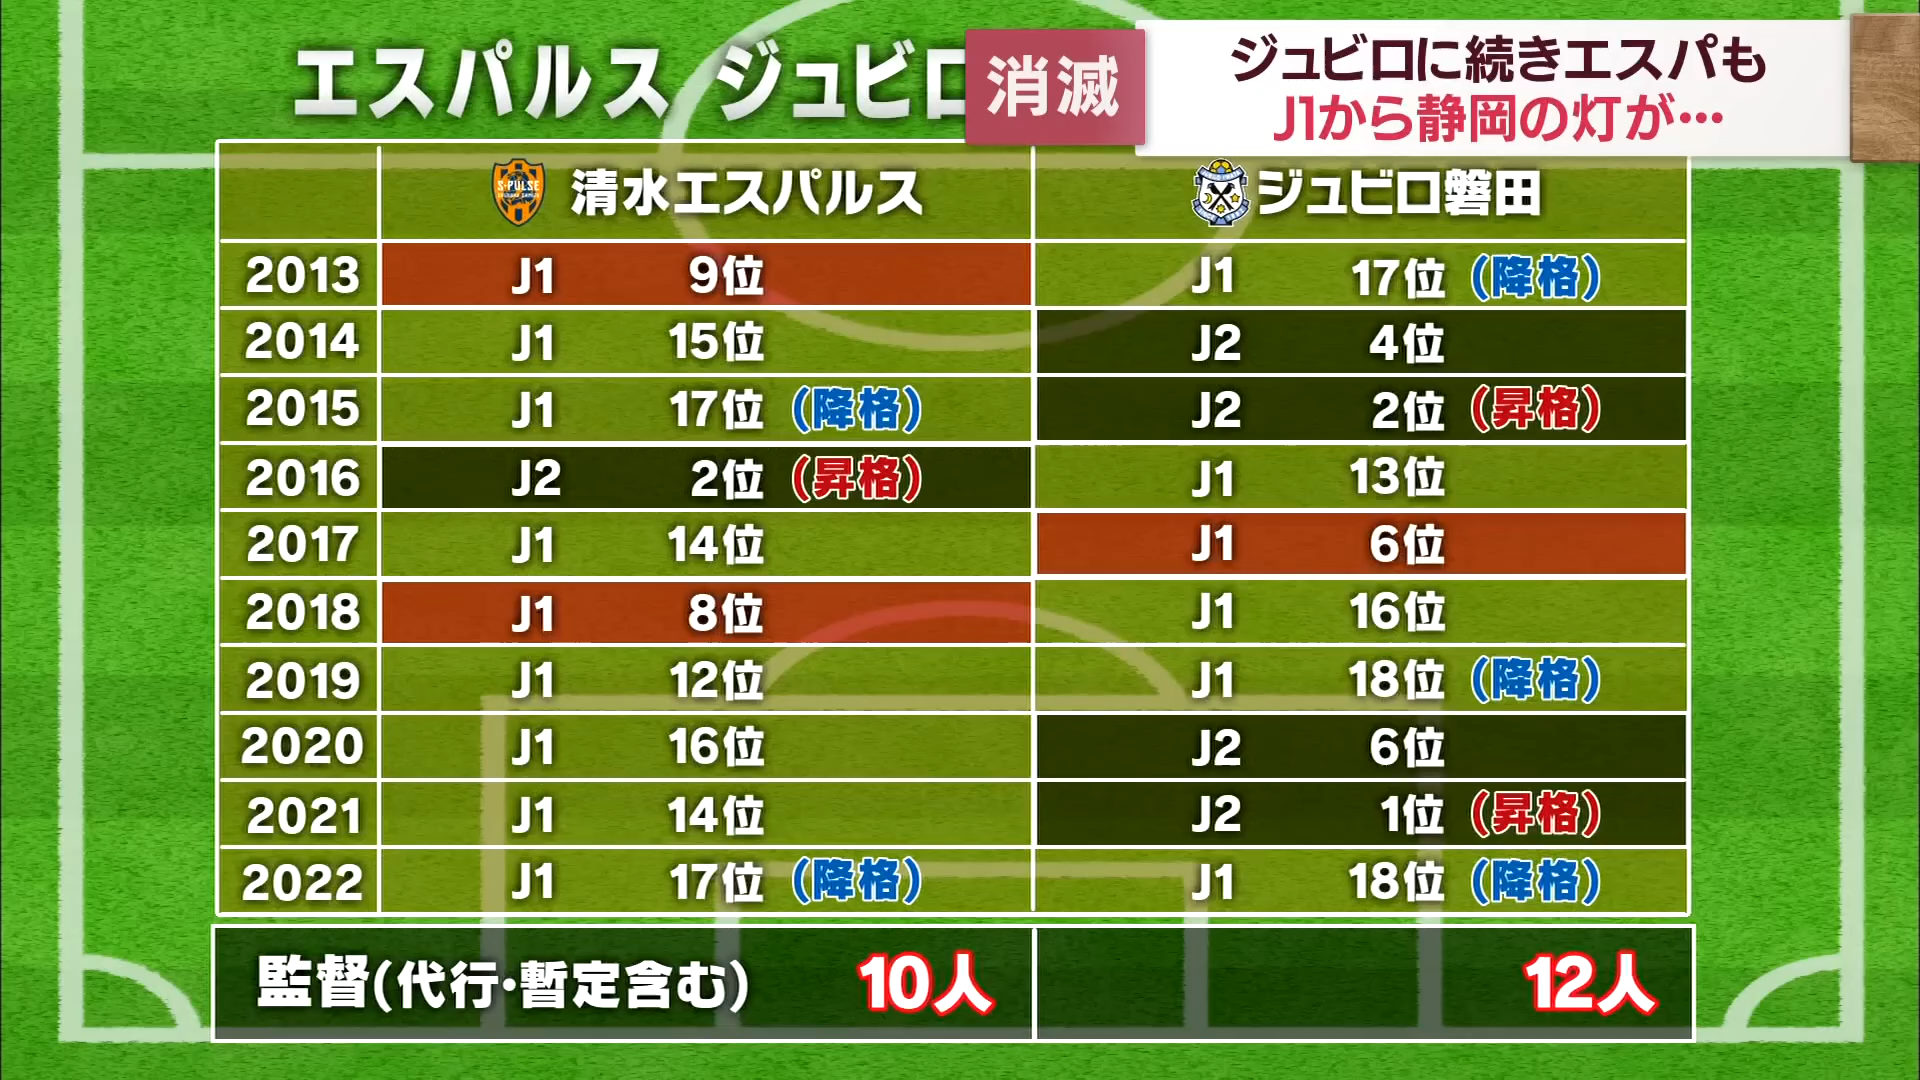 エスパルス ジュビロ
消滅
ジュビロに続きエスパも
J1から静岡の灯が…
S-PULSE
清水エスパルス ジュビロ磐田
2013 J1 9位 J1 17位 (降格)
2014 J1 15位 J2 4位
2015 J1 17位 (降格) J2 2位 (昇格)
2016 J2 2位 (昇格) J1 13位
2017 J1 14位 J1 6位
2018 J1 8位 J1 16位
2019 J1 12位 J1 18位 (降格)
2020 J1 16位 J2 6位
2021 J1 14位 J2 1位 (昇格)
2022 J1 17位 (降格) J1 18位 (降格)
監督(代行・暫定含む) 10人 12人